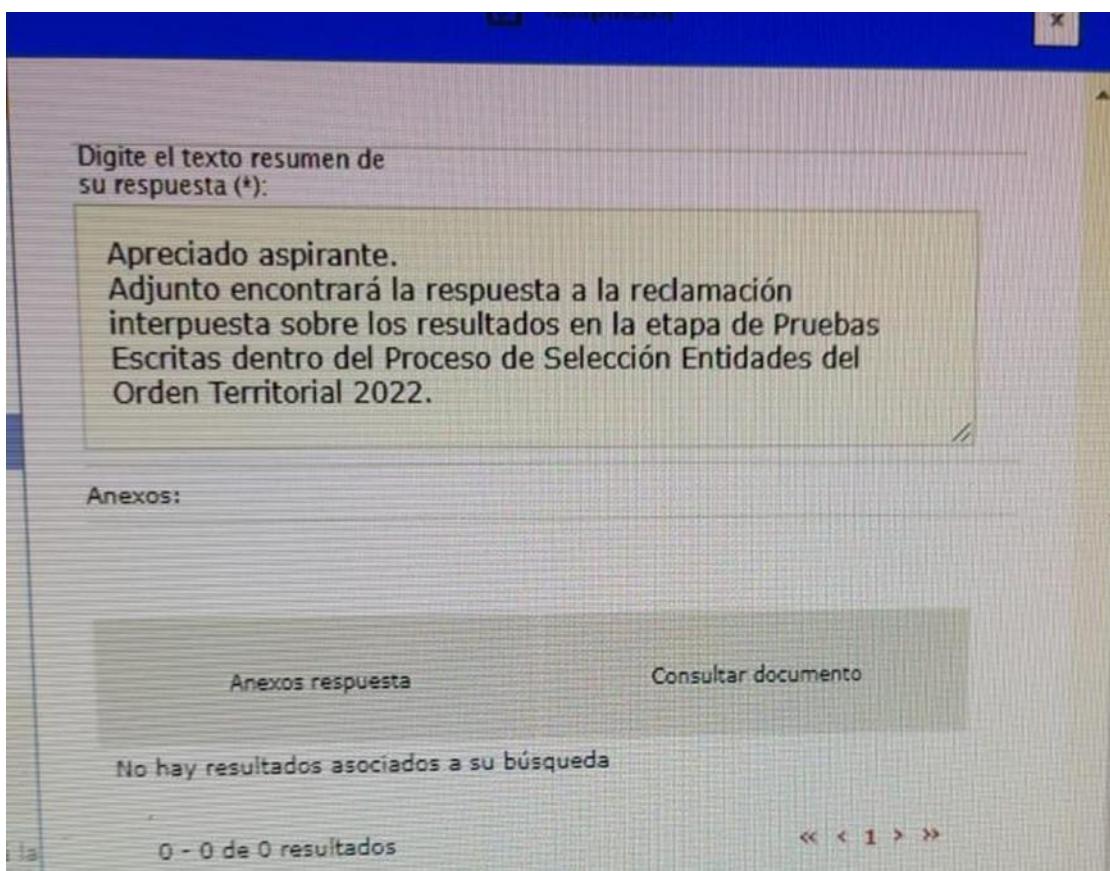 x
Digite el texto resumen de
su respuesta (*):
Apreciado aspirante.
Adjunto encontrará la respuesta a la reclamación
interpuesta sobre los resultados en la etapa de Pruebas
Escritas dentro del Proceso de Selección Entidades del
Orden Territorial 2022.
Anexos:
Anexos respuesta Consultar documento
No hay resultados asociados a su búsqueda
la 0 - 0 de 0 resultados « < 1 > »